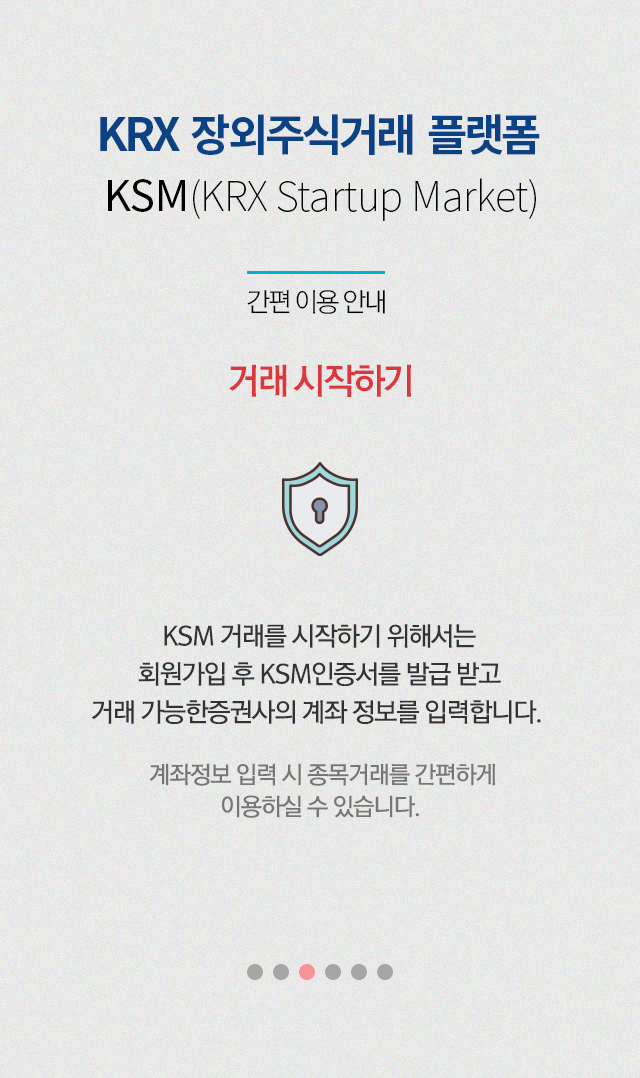 KRX 장외주식거래 플랫폼
KSM(KRX Startup Market)
간편 이용 안내
거래 시작하기
KSM 거래를 시작하기 위해서는
회원가입 후 KSM인증서를 발급 받고
거래 가능한증권사의 계좌 정보를 입력합니다.
계좌정보 입력 시 종목거래를 간편하게
이용하실 수 있습니다.